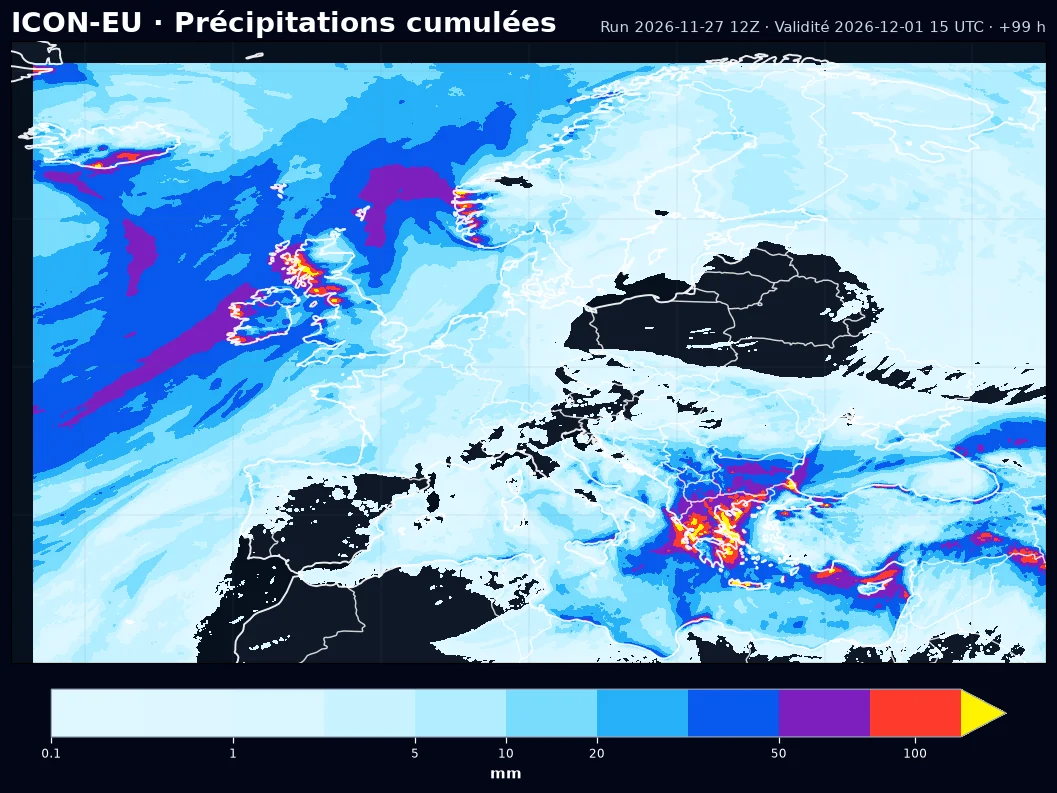 ICON-EU · Précipitations cumulées
Run 2026-11-27 12Z · Validité 2026-12-01 15 UTC · +99 h
0.1 1 5 10 20 50 100
mm